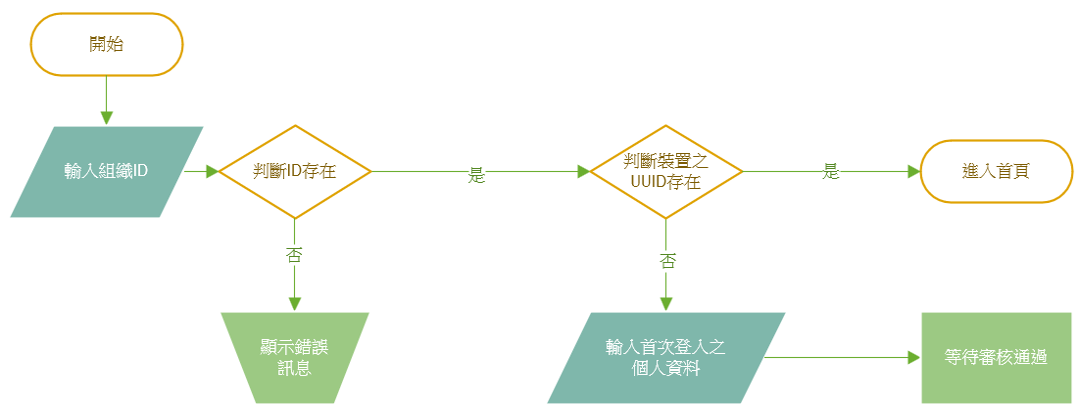 開始
輸入組織ID
判斷ID存在
是
判斷裝置之
UUID存在
是
進入首頁
否
否
顯示錯誤
訊息
輸入首次登入之
個人資料
等待審核通過